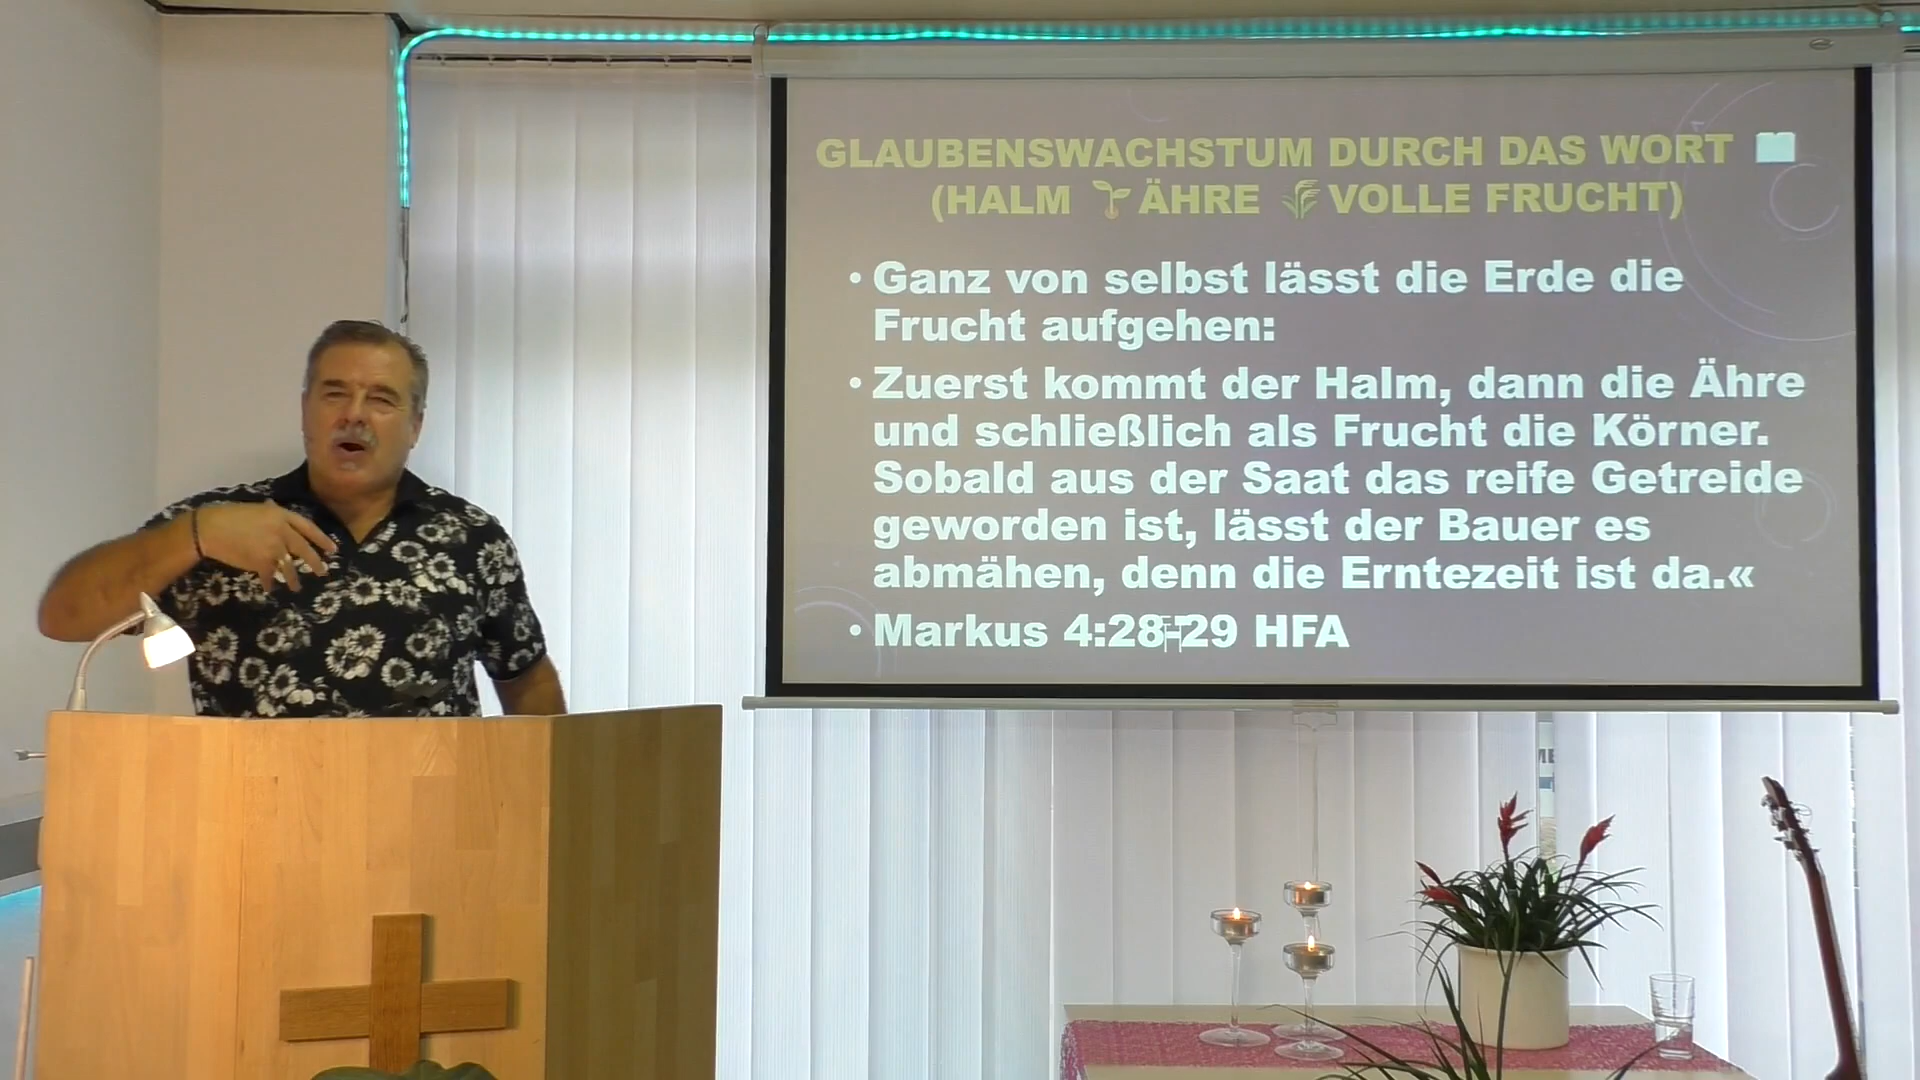 GLAUBENSWACHSTUM DURCH DAS WORT
(HALM ÄHRE VOLLE FRUCHT)
• Ganz von selbst lässt die Erde die
Frucht aufgehen:
• Zuerst kommt der Halm, dann die Ähre
und schließlich als Frucht die Körner.
Sobald aus der Saat das reife Getreide
geworden ist, lässt der Bauer es
abmähen, denn die Erntezeit ist da.«
• Markus 4:28-29 HFA